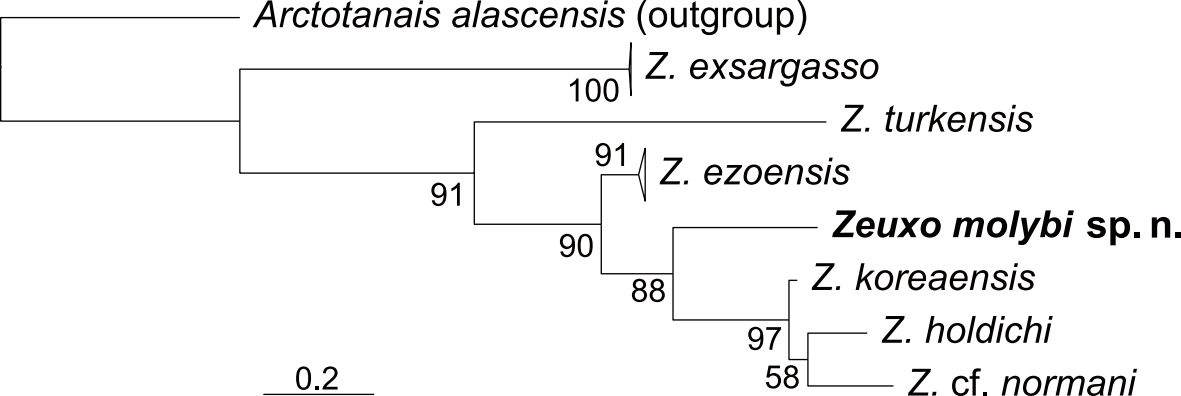 Arctotanais alascensis (outgroup)
Z. exsargasso
100
Z. turkensis
91
Z. ezoensis
91
90
Zeuxo molybi sp. n.
88
Z. koreaensis
97
Z. holdichi
58
Z. cf. normani
0.2